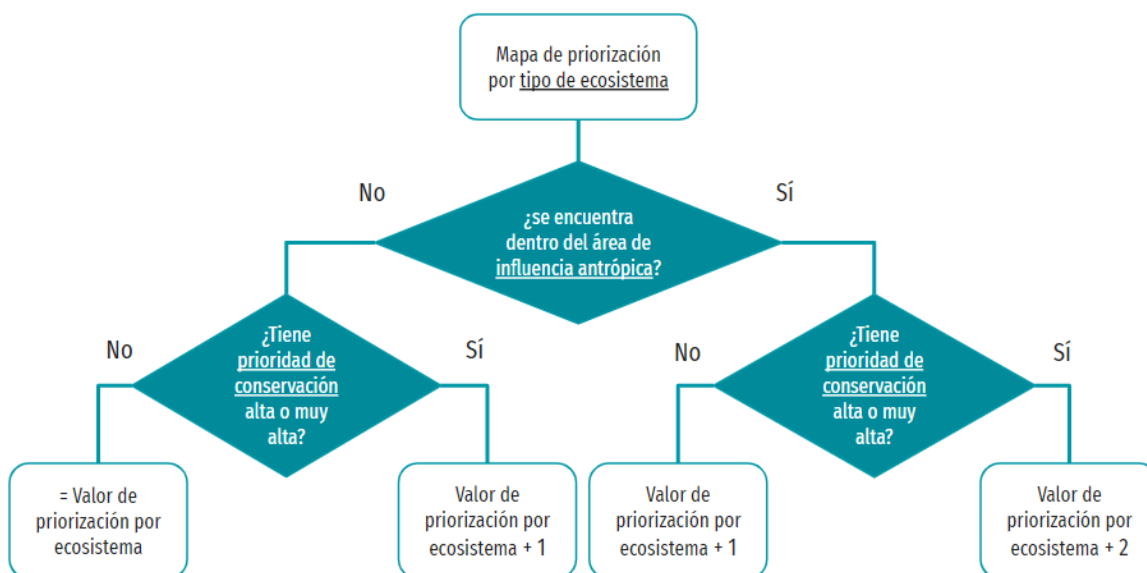 Mapa de priorización
por tipo de ecosistema
No
Sí
¿se encuentra
dentro del área de
influencia antrópica?
No
¿Tiene
prioridad de
conservación
alta o muy
alta?
Sí
No
¿Tiene
prioridad de
conservación
alta o muy
alta?
Sí
= Valor de
priorización por
ecosistema
Valor de
priorización por
ecosistema + 1
Valor de
priorización por
ecosistema + 1
Valor de
priorización por
ecosistema + 2